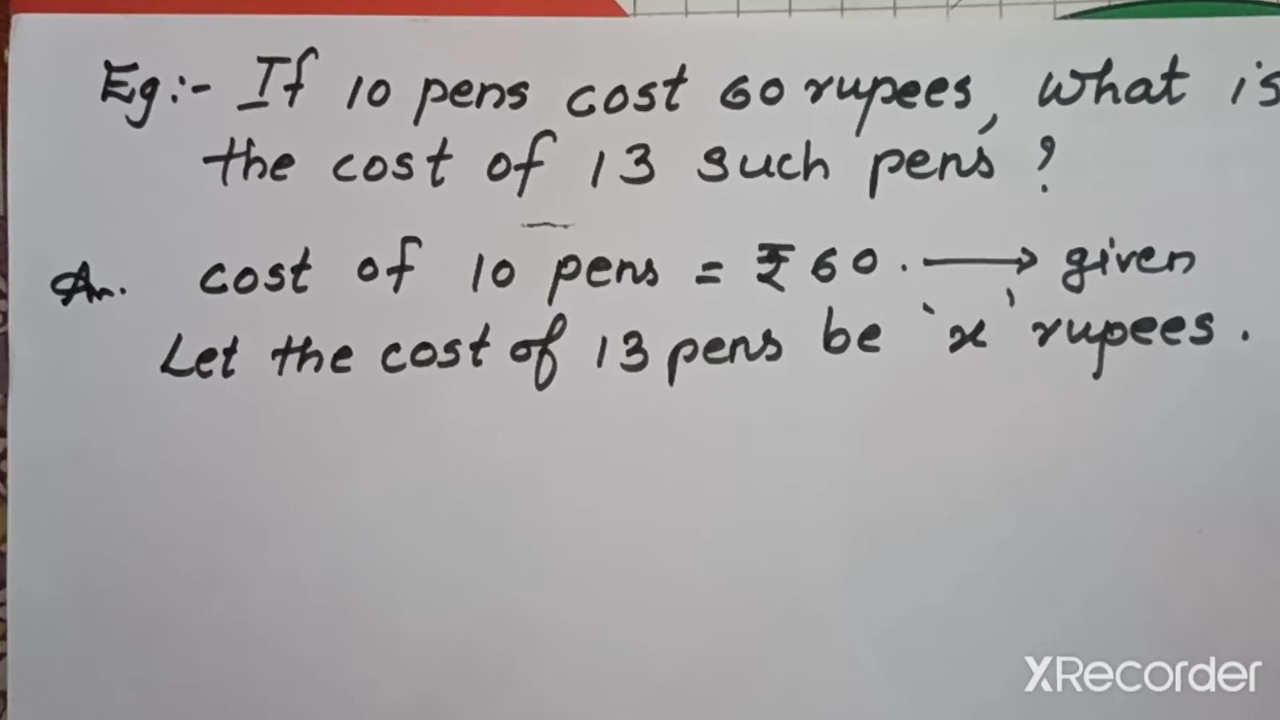 Eg:- If 10 pens cost 60 rupees, what is
the cost of 13 such pens ?
An. cost of 10 pens = ₹ 60. ⟶ given
Let the cost of 13 pens be 'x' rupees.
XRecorder